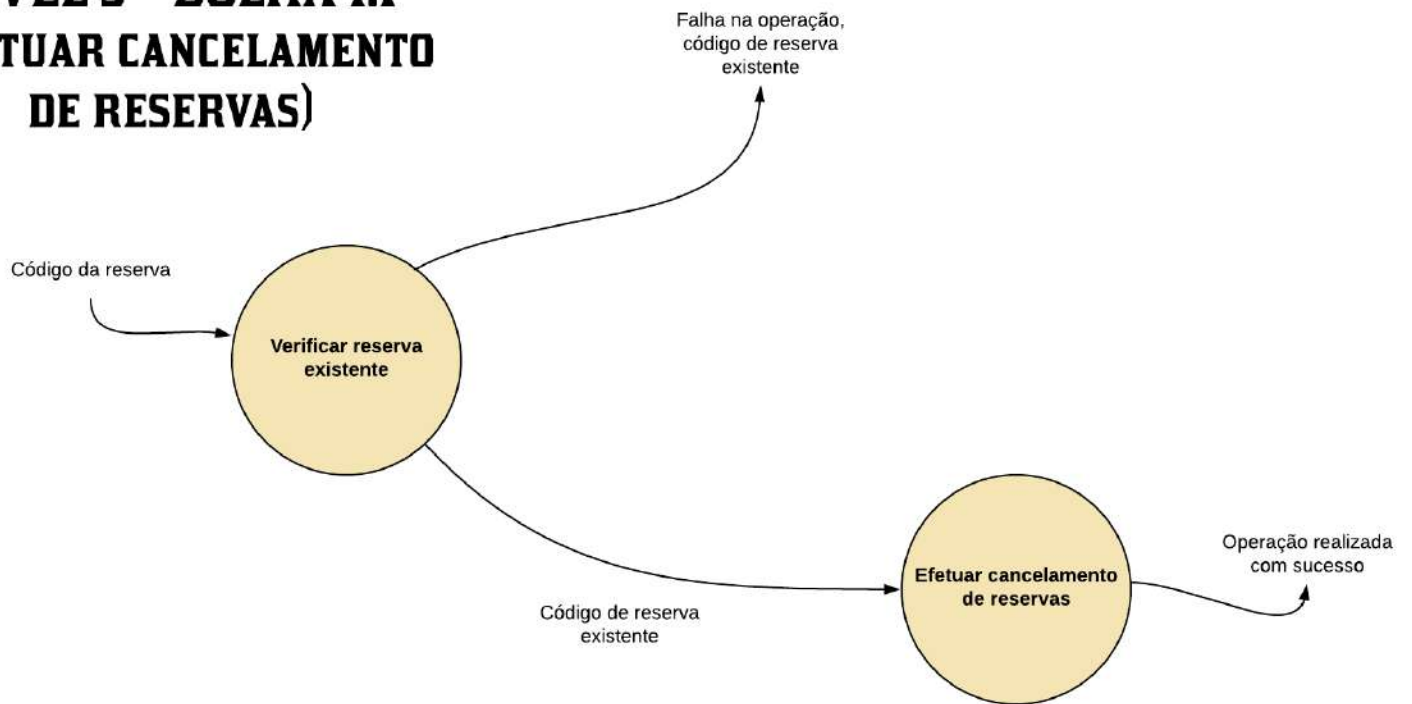 TUAR CANCELAMENTO
DE RESERVAS)
Falha na operação,
código de reserva
existente
Código da reserva
Verificar reserva
existente
Código de reserva
existente
Efetuar cancelamento
de reservas
Operação realizada
com sucesso